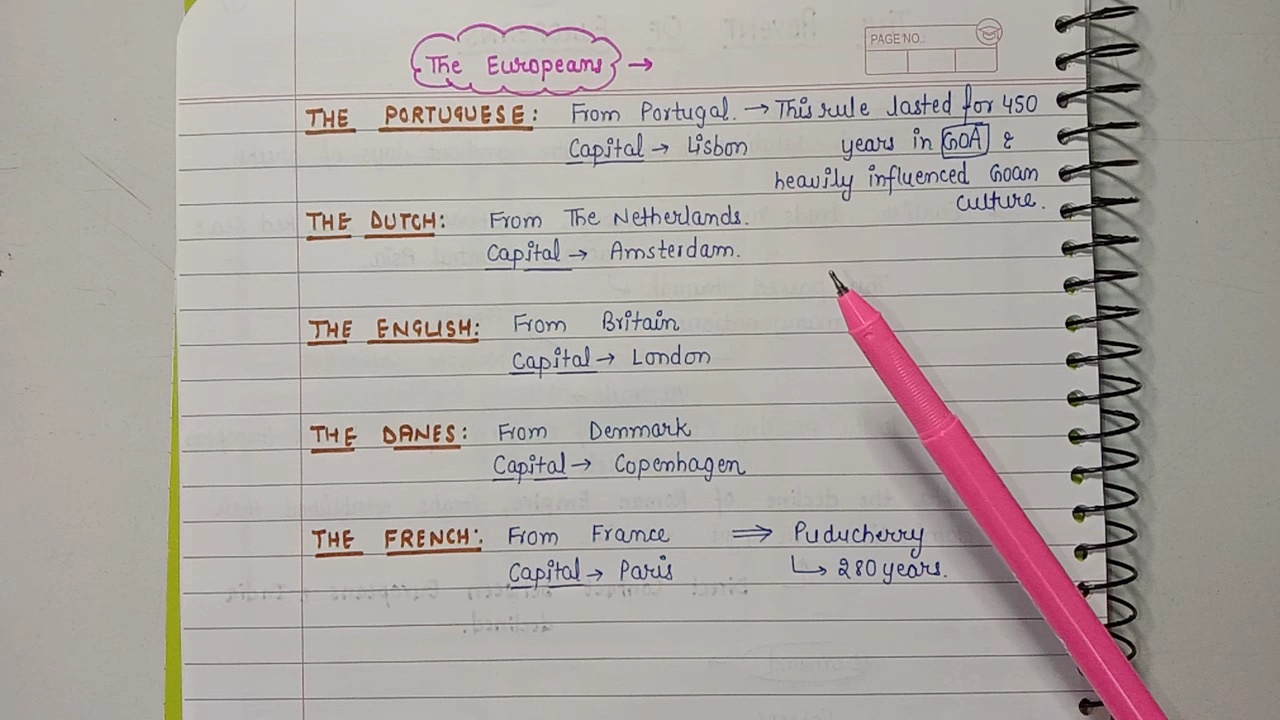 The Europeans →
PAGE NO.:
THE PORTUGUESE: From Portugal. → This rule lasted for 450
Capital → Lisbon years in GOA &
heavily influenced Goan
culture.
THE DUTCH: From The Netherlands.
Capital → Amsterdam.
THE ENGLISH: From Britain
Capital → London
THE DANES: From Denmark
Capital → Copenhagen
THE FRENCH: From France ⇒ Puducherry
Capital → Paris ↳ 280 years.